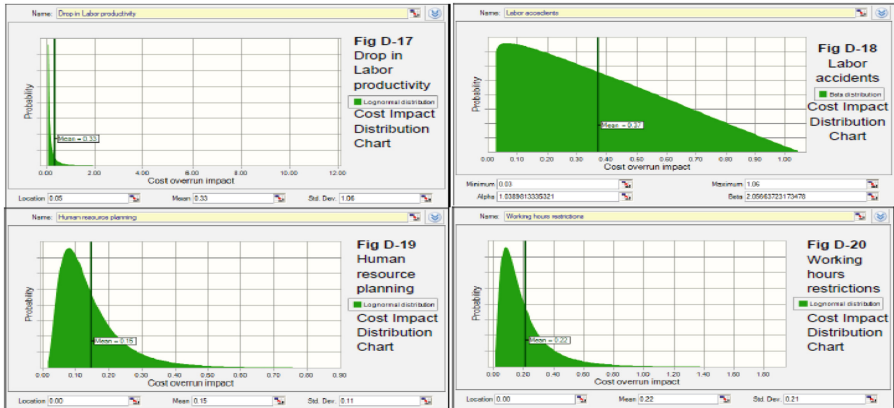 Name: Drop in Labor productivity
Fig D-17
Drop in
Labor
productivity
Lognormal distribution
Cost Impact
Distribution
Chart
Probability
Mean = 0.33
0.00 2.00 4.00 6.00 8.00 10.00 12.00
Cost overrun impact
Location 0.05 Mean 0.33 Std. Dev. 1.06
Name: Labor accidents
Fig D-18
Labor
accidents
Beta distribution
Cost Impact
Distribution
Chart
Probability
Mean = 0.37
0.00 0.10 0.20 0.30 0.40 0.50 0.60 0.70 0.80 0.90 1.00
Cost overrun impact
Minimum 0.03 Maximum 1.06
Alpha 1.0389813335321 Beta 2.05663723173478
Name: Human resource planning
Fig D-19
Human
resource
planning
Lognormal distribution
Cost Impact
Distribution
Chart
Probability
Mean = 0.15
0.00 0.10 0.20 0.30 0.40 0.50 0.60 0.70 0.80 0.90
Cost overrun impact
Location 0.00 Mean 0.15 Std. Dev. 0.11
Name: Working hours restrictions
Fig D-20
Working
hours
restrictions
Lognormal distribution
Cost Impact
Distribution
Chart
Probability
Mean = 0.22
0.00 0.20 0.40 0.60 0.80 1.00 1.20 1.40 1.60 1.80
Cost overrun impact
Location 0.00 Mean 0.22 Std. Dev. 0.21